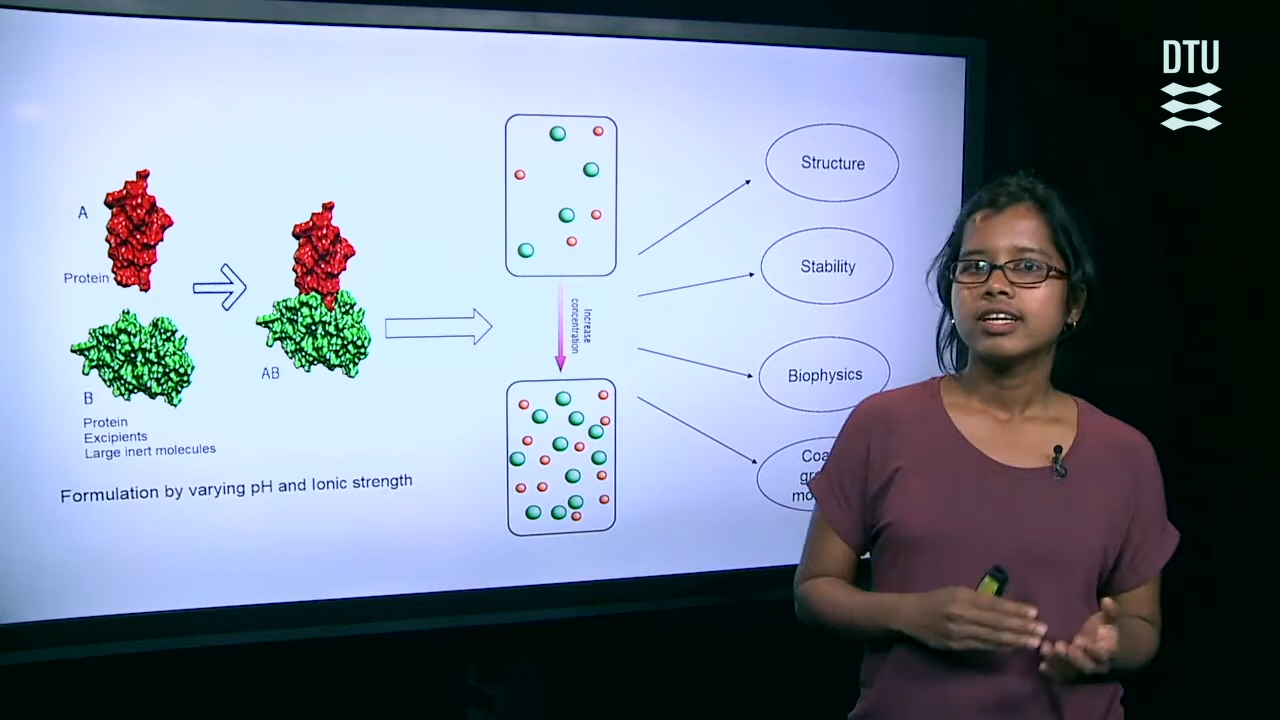 DTU
A
Protein
B
Protein
Excipients
Large inert molecules
AB
Formulation by varying pH and Ionic strength
Increase
concentration
Structure
Stability
Biophysics